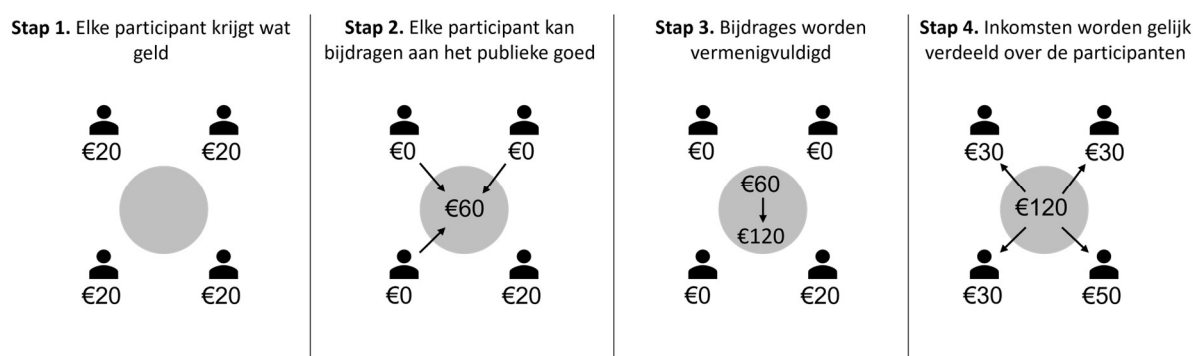 Stap 1. Elke participant krijgt wat
geld
€20
€20
€20
€20
Stap 2. Elke participant kan
bijdragen aan het publieke goed
€0
€0
€60
€0
€20
Stap 3. Bijdrages worden
vermenigvuldigd
€0
€0
€60
€120
€0
€20
Stap 4. Inkomsten worden gelijk
verdeeld over de participanten
€30
€30
€120
€30
€50